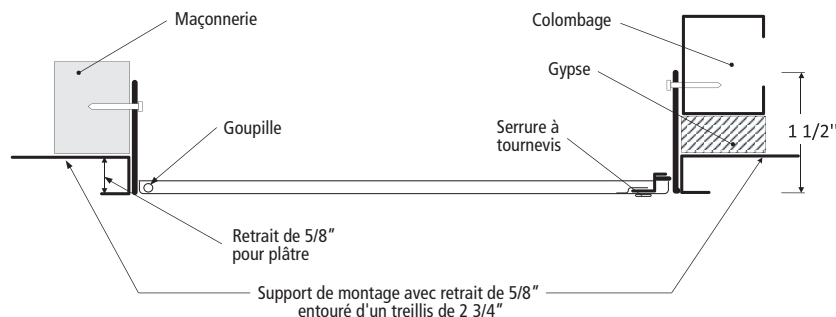 Maçonnerie
Colombage
Gypse
Goupille
Serrure à
tournevis
1 1/2"
Retrait de 5/8"
pour plâtre
Support de montage avec retrait de 5/8"
entouré d'un treillis de 2 3/4"